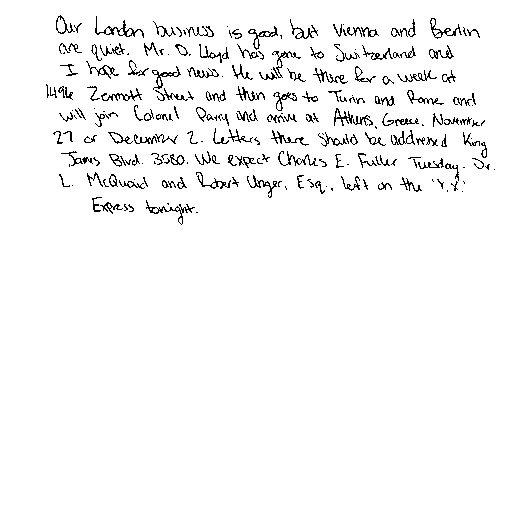 Our London business is good, but Vienna and Berlin
are quiet. Mr. D. Lloyd has gone to Switzerland and
I hope for good news. He will be there for a week at
1496 Zermott Street and then goes to Turin and Rome and
will join Colonel Parry and arrive at Athens, Greece, November
27 or December 2. Letters there should be addressed King
James Blvd. 3580. We expect Charles E. Fuller Tuesday. Dr.
L. McQuaid and Robert Unger, Esq., left on the "Y.X."
Express tonight.